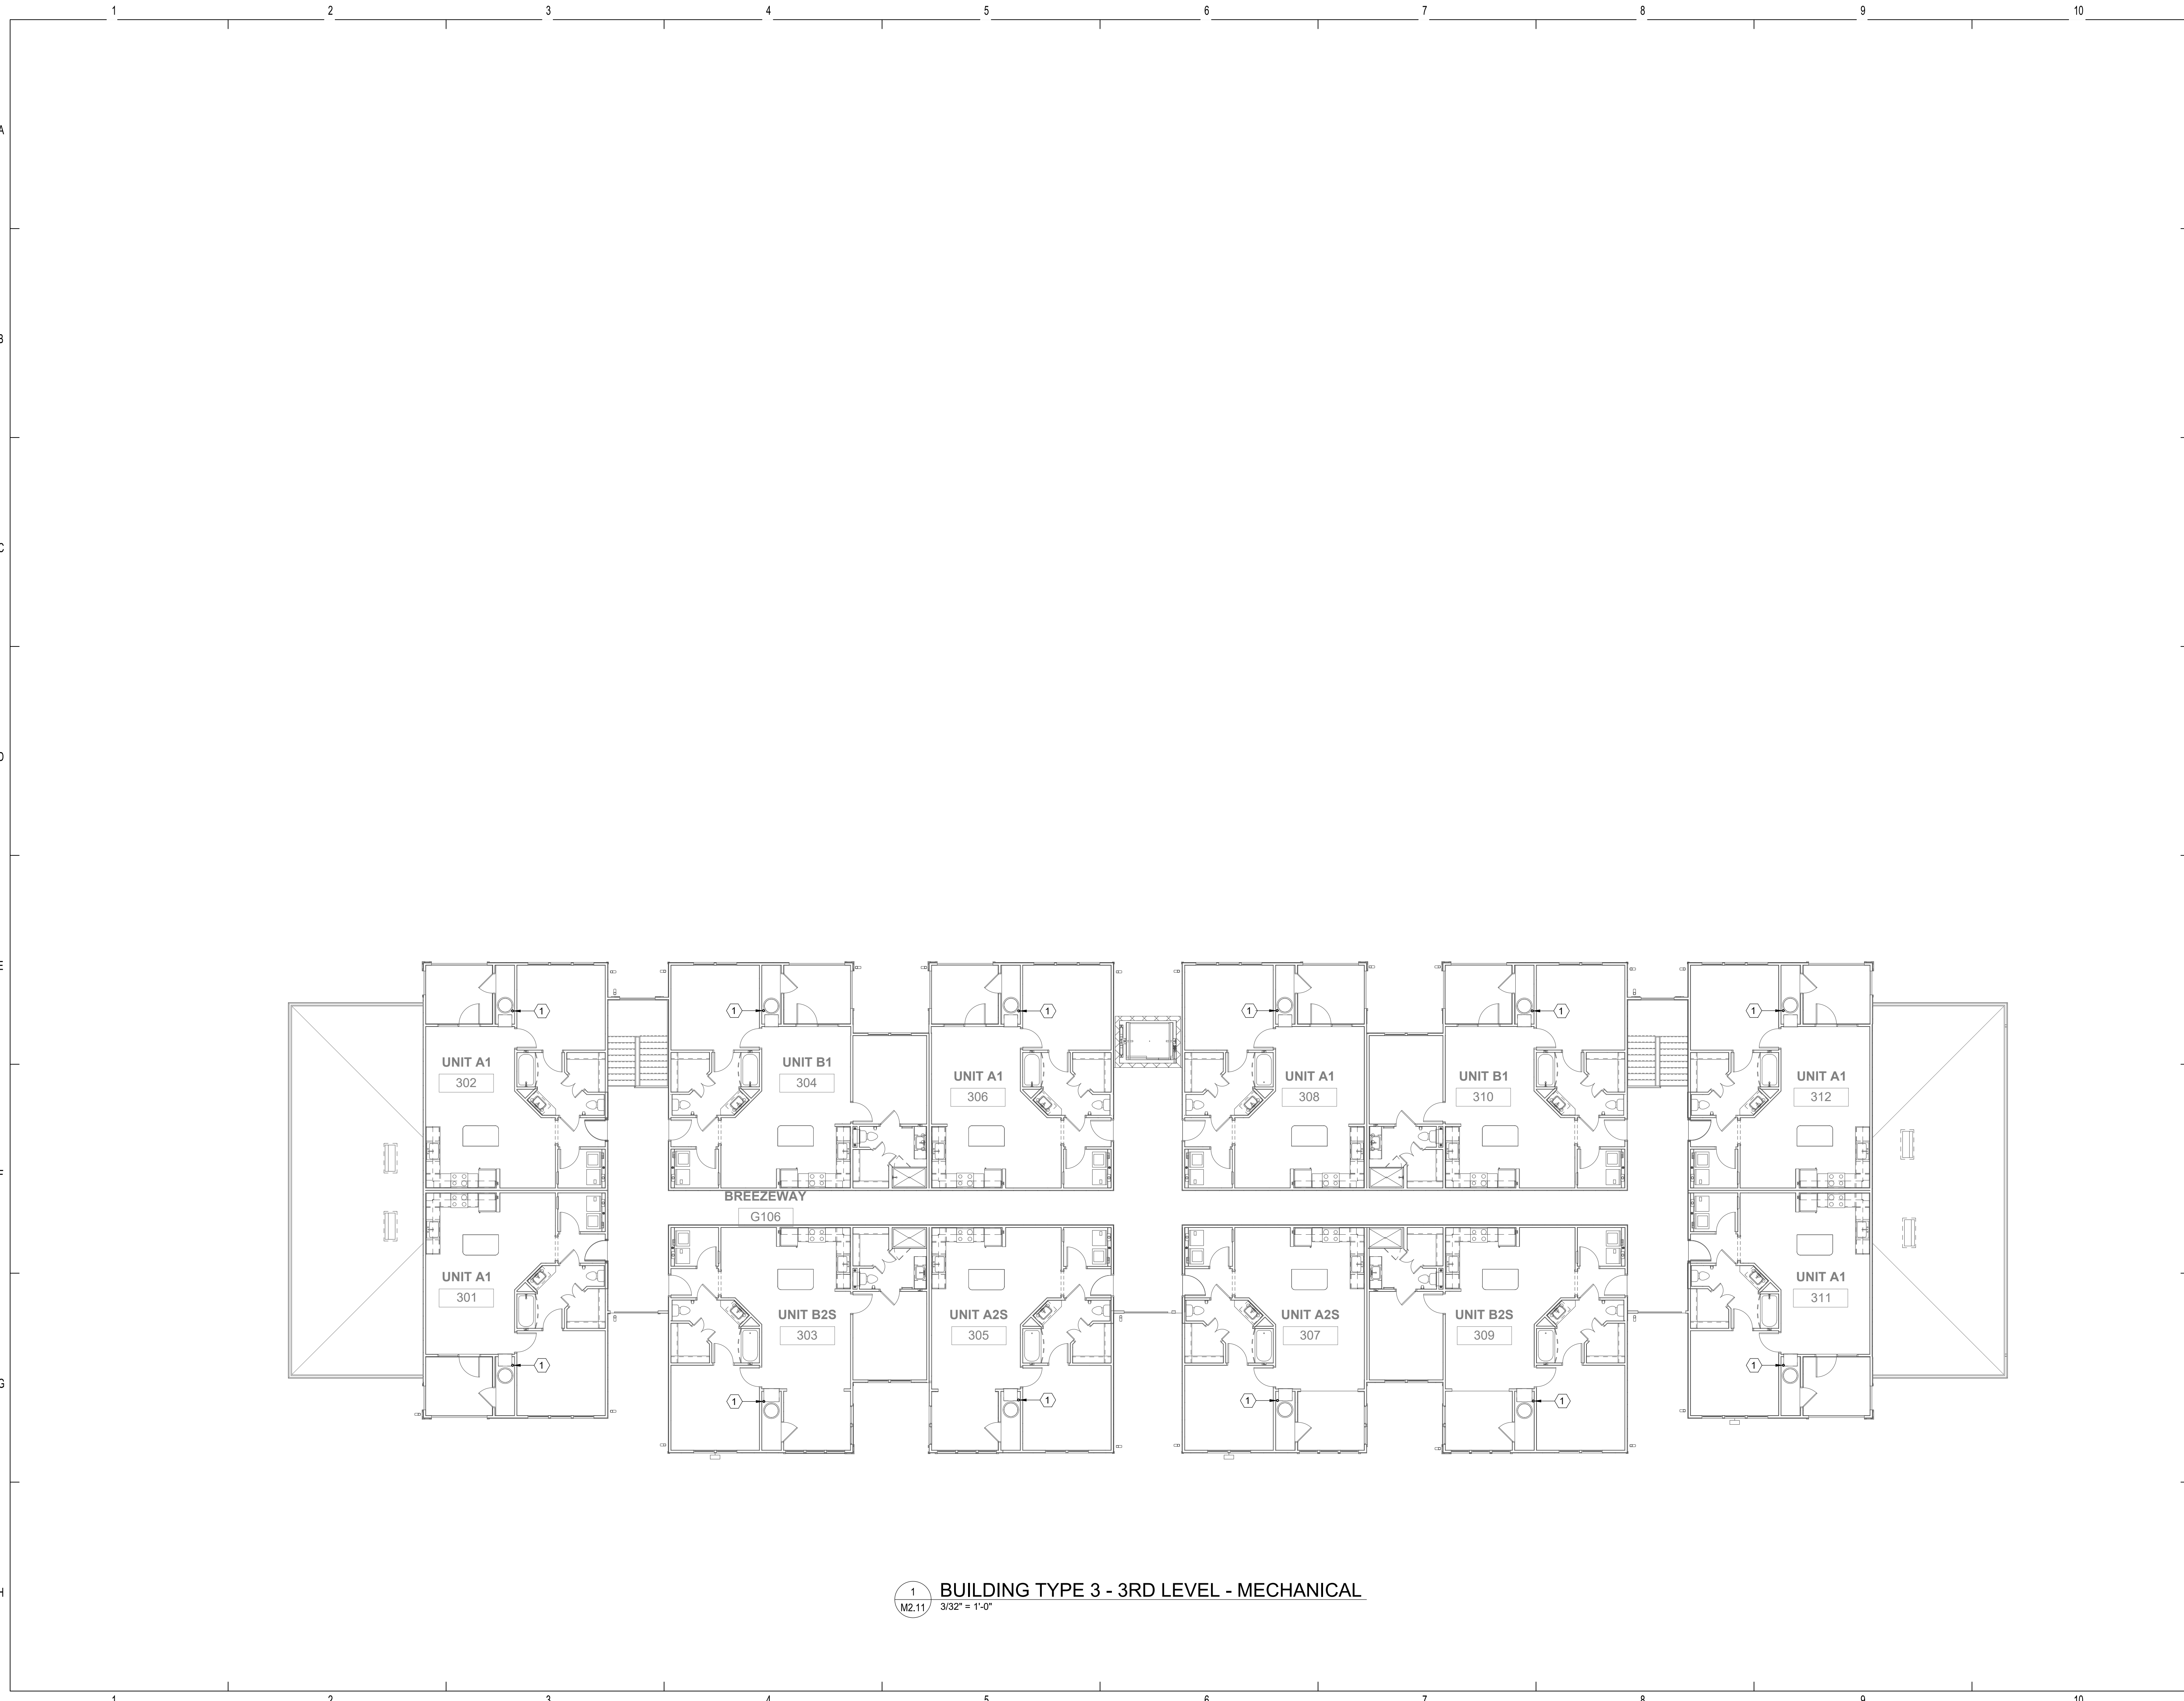 1 2 3 4 5 6 7 8 9 10
A
B
C
D
E
F
G
H
1 1 1 1 1 1
UNIT A1
302
UNIT B1
304
UNIT A1
306
UNIT A1
308
UNIT B1
310
UNIT A1
312
BREEZEWAY
G106
UNIT A1
301
UNIT B2S
303
UNIT A2S
305
UNIT A2S
307
UNIT B2S
309
UNIT A1
311
1 1 1 1 1 1
1
M2.11
BUILDING TYPE 3 - 3RD LEVEL - MECHANICAL
3/32" = 1'-0"
1 2 3 4 5 6 7 8 9 10